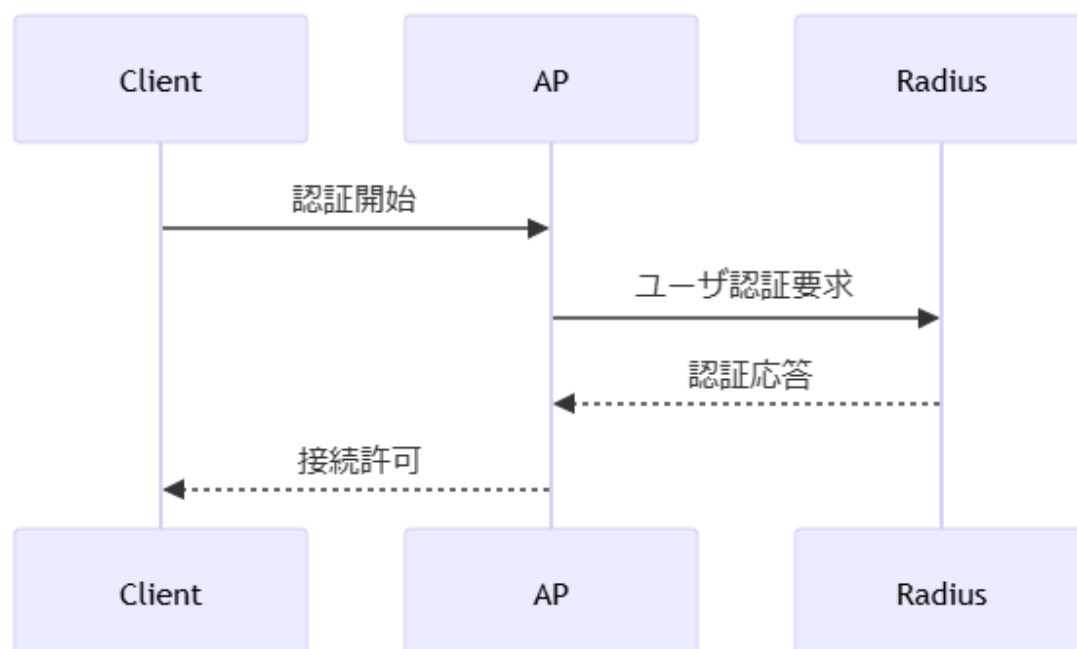 Client
AP
Radius
認証開始
ユーザ認証要求
認証応答
接続許可
Client
AP
Radius